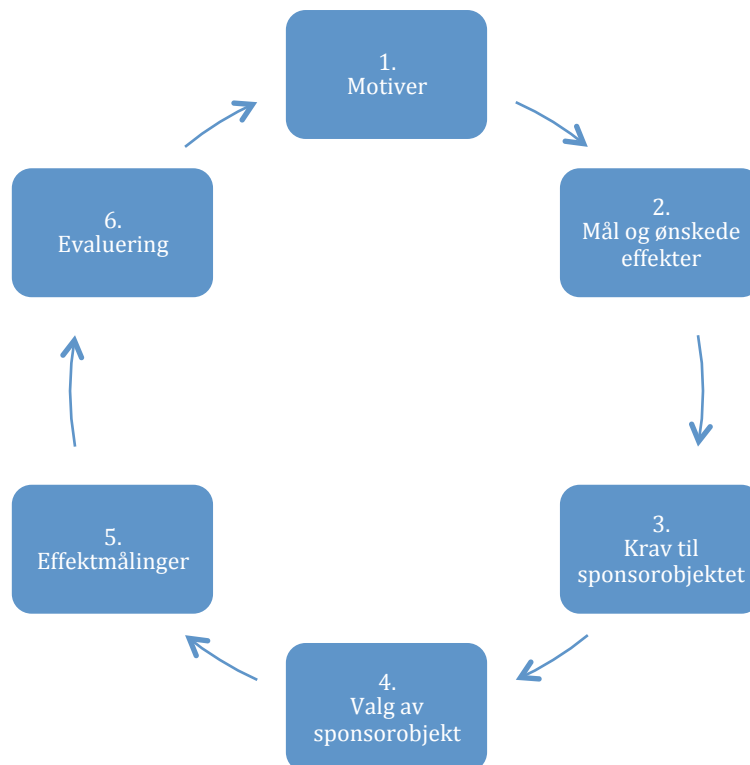 1.
Motiver
2.
Mål og ønskede
effekter
3.
Krav til
sponsorobjektet
4.
Valg av
sponsorobjekt
5.
Effektmålinger
6.
Evaluering